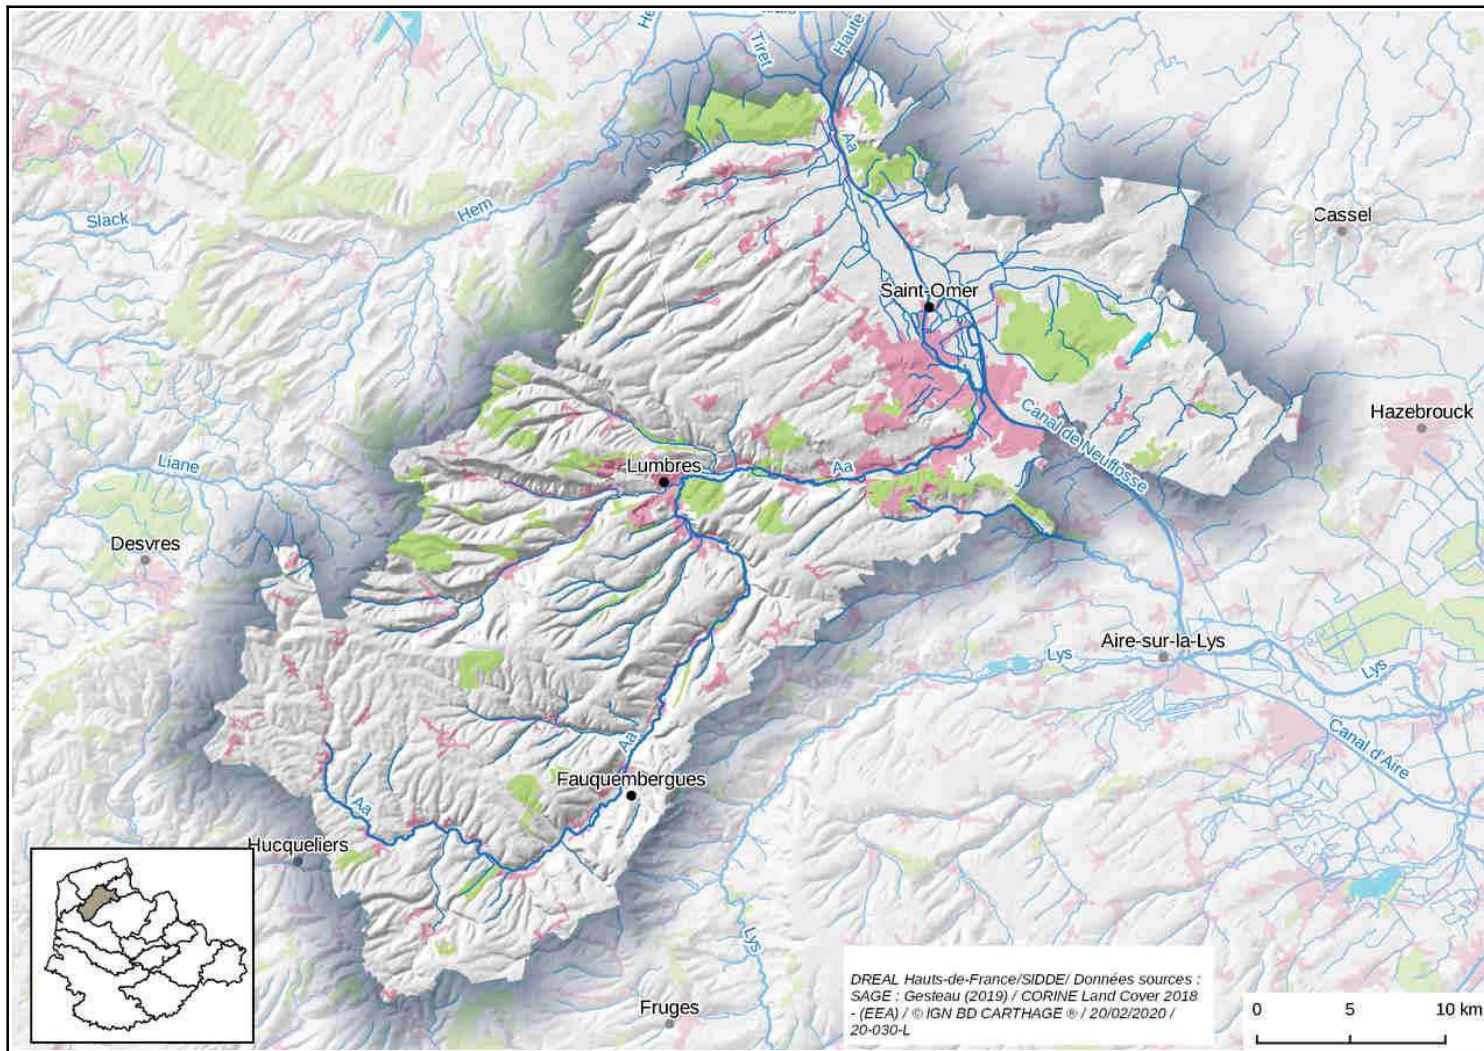 Tiret
Haute
Aa
Cassel
Slack
Hem
Saint-Omer
Hazebrouck
Canal de Neuffosse
Liane
Lumbres
Aa
Desvres
Aire-sur-la-Lys
Lys
Lys
Aa
Canal d'Aire
Fauquembergues
Aa
Hucqueliers
Lys
Fruges
DREAL Hauts-de-France/SIDDE/ Données sources :
SAGE : Gesteau (2019) / CORINE Land Cover 2018
- (EEA) / © IGN BD CARTHAGE ® / 20/02/2020 /
20-030-L
0 5 10 km